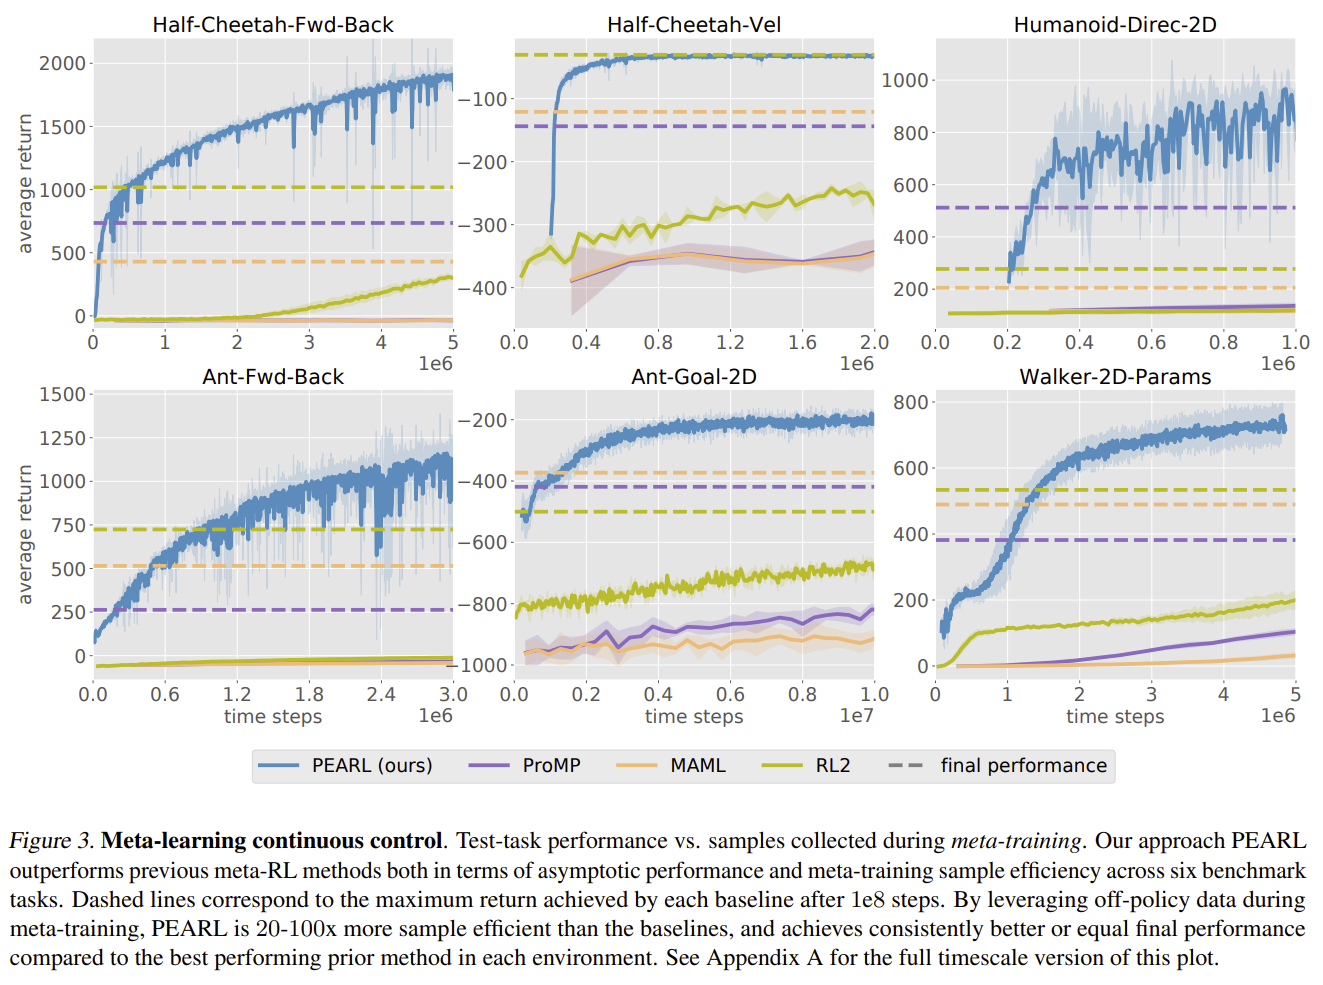 Half-Cheetah-Fwd-Back
Half-Cheetah-Vel
Humanoid-Direc-2D
average return
2000
1500
1000
500
0
0 1 2 3 4 5
1e6
−100
−200
−300
−400
0.0 0.4 0.8 1.2 1.6 2.0
1e6
1000
800
600
400
200
0.0 0.2 0.4 0.6 0.8 1.0
1e6
Ant-Fwd-Back
Ant-Goal-2D
Walker-2D-Params
average return
1500
1250
1000
750
500
250
0
0.0 0.6 1.2 1.8 2.4 3.0
time steps
1e6
−200
−400
−600
−800
−1000
0.0 0.2 0.4 0.6 0.8 1.0
time steps
1e7
800
600
400
200
0
0 1 2 3 4 5
time steps
1e6
PEARL (ours) ProMP MAML RL2 final performance
Figure 3. Meta-learning continuous control. Test-task performance vs. samples collected during meta-training. Our approach PEARL
outperforms previous meta-RL methods both in terms of asymptotic performance and meta-training sample efficiency across six benchmark
tasks. Dashed lines correspond to the maximum return achieved by each baseline after 1e8 steps. By leveraging off-policy data during
meta-training, PEARL is 20-100x more sample efficient than the baselines, and achieves consistently better or equal final performance
compared to the best performing prior method in each environment. See Appendix A for the full timescale version of this plot.